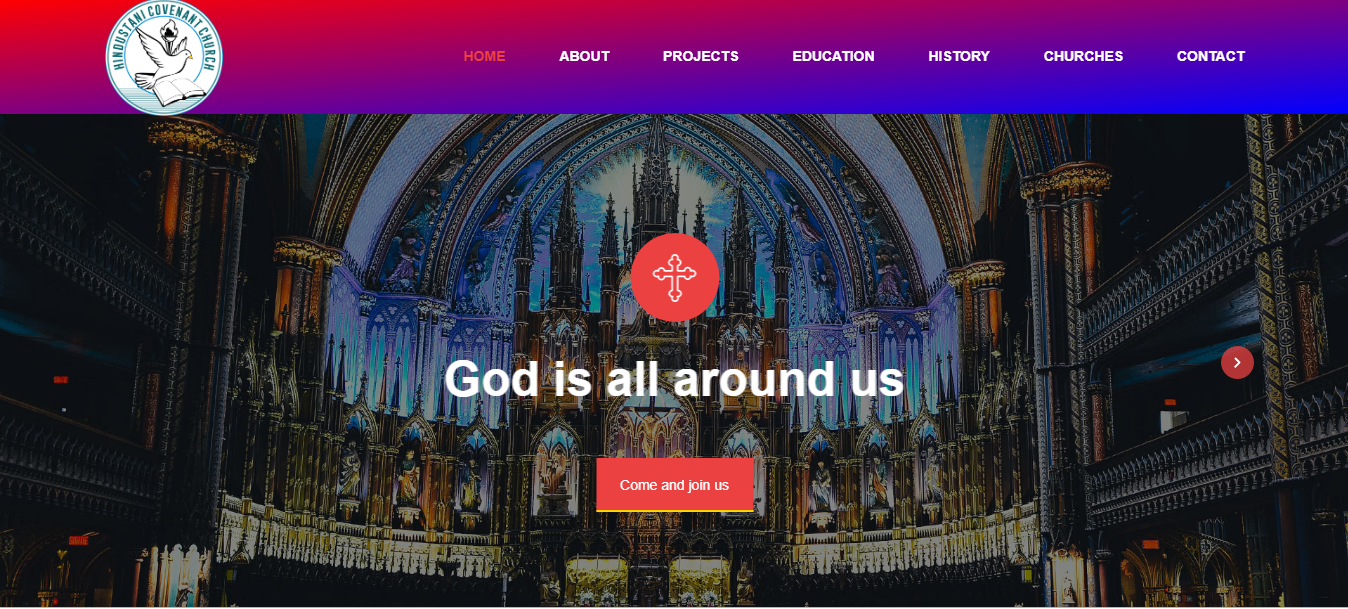 HINDUSTANI COVENANT CHURCH
HOME ABOUT PROJECTS EDUCATION HISTORY CHURCHES CONTACT
God is all around us
Come and join us